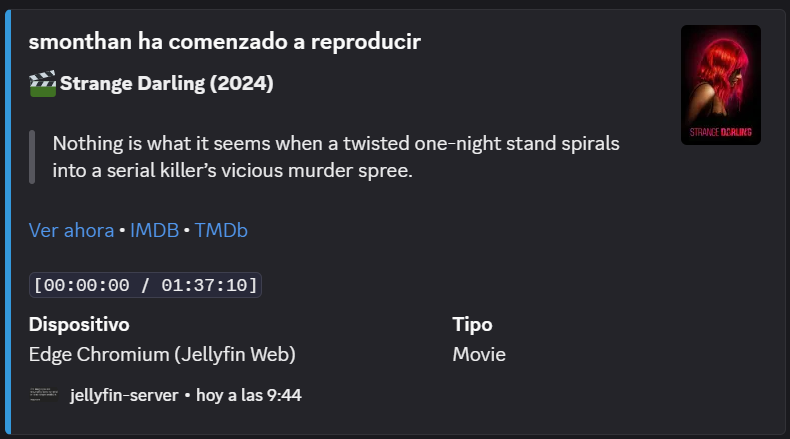 smonthan ha comenzado a reproducir
Strange Darling (2024)
STRANGE DARLING
Nothing is what it seems when a twisted one-night stand spirals
into a serial killer’s vicious murder spree.
Ver ahora • IMDB • TMDb
[00:00:00 / 01:37:10]
Dispositivo
Tipo
Edge Chromium (Jellyfin Web)
Movie
jellyfin-server • hoy a las 9:44